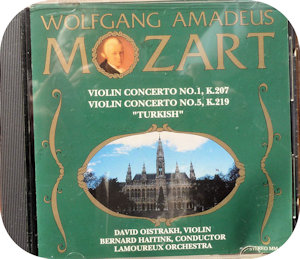 WOLFGANG AMADEUS
MOZART
VIOLIN CONCERTO NO.1, K.207
VIOLIN CONCERTO NO.5, K.219
"TURKISH"
DAVID OISTRAKH, VIOLIN
BERNARD HAITINK, CONDUCTOR
LAMOUREUX ORCHESTRA
STEREO